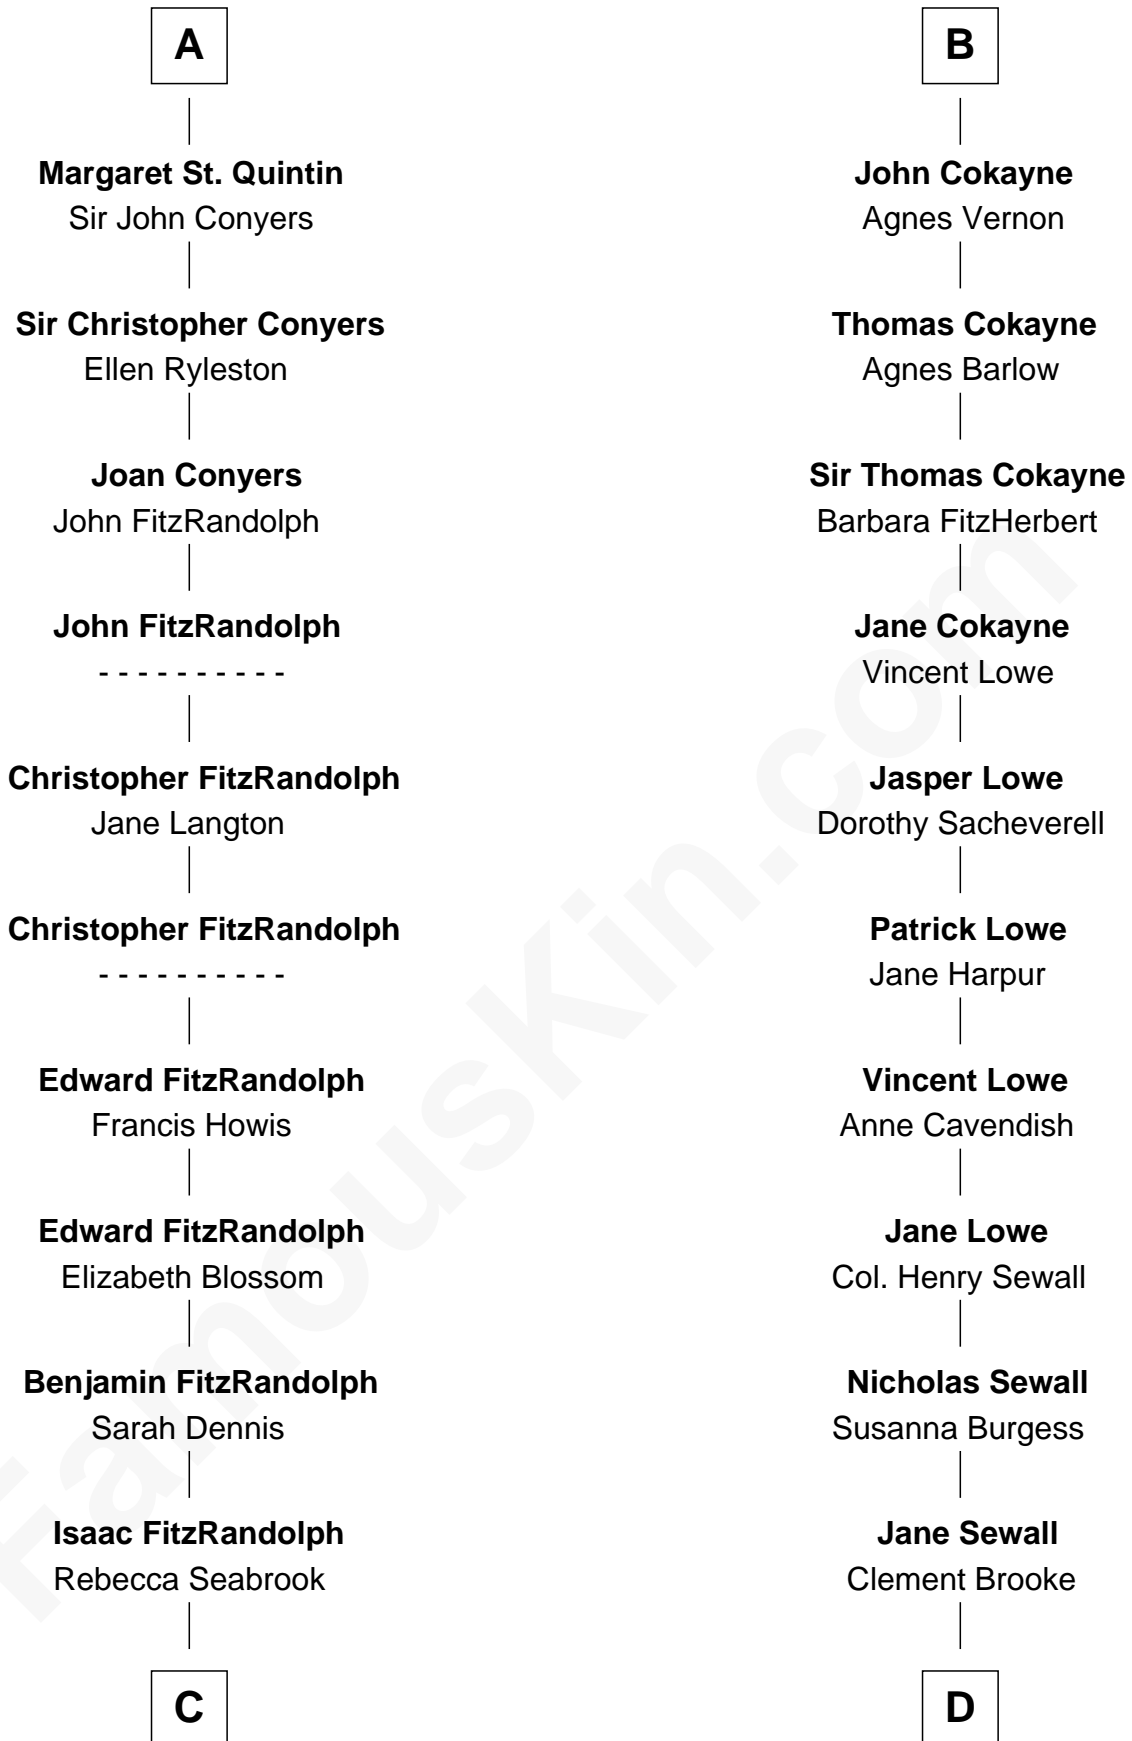 A
Margaret St. Quintin
Sir John Conyers
Sir Christopher Conyers
Ellen Ryleston
Joan Conyers
John FitzRandolph
John FitzRandolph
- - - - - - - - - -
Christopher FitzRandolph
Jane Langton
Christopher FitzRandolph
- - - - - - - - - -
Edward FitzRandolph
Francis Howis
Edward FitzRandolph
Elizabeth Blossom
Benjamin FitzRandolph
Sarah Dennis
Isaac FitzRandolph
Rebecca Seabrook
C
B
John Cokayne
Agnes Vernon
Thomas Cokayne
Agnes Barlow
Sir Thomas Cokayne
Barbara FitzHerbert
Jane Cokayne
Vincent Lowe
Jasper Lowe
Dorothy Sacheverell
Patrick Lowe
Jane Harpur
Vincent Lowe
Anne Cavendish
Jane Lowe
Col. Henry Sewall
Nicholas Sewall
Susanna Burgess
Jane Sewall
Clement Brooke
D
FamousKin.com